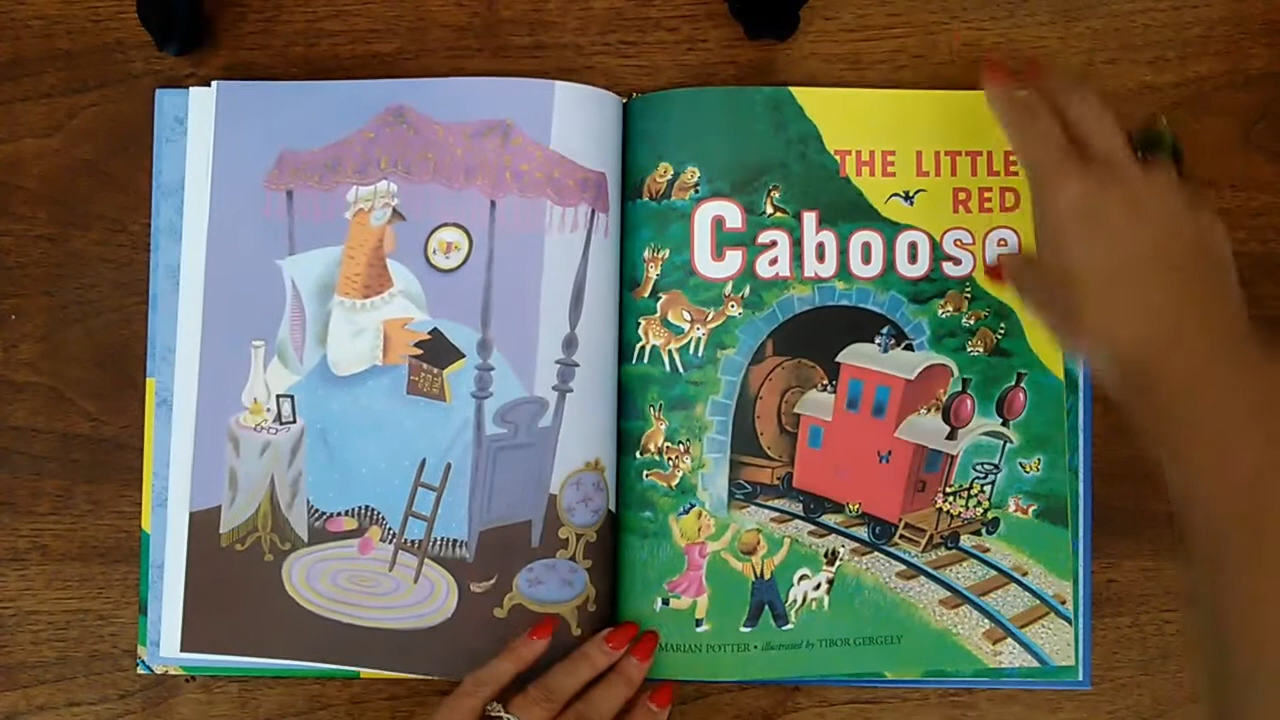 THE LITTLE
RED
Caboose
MARIAN POTTER • illustrated by TIBOR GERGELY